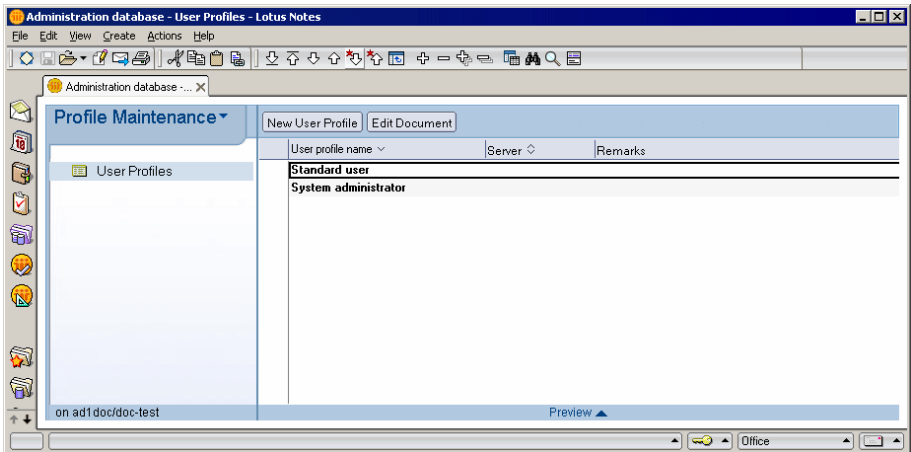 Administration database - User Profiles - Lotus Notes
File Edit View Create Actions Help
Administration database -...
Profile Maintenance
New User Profile Edit Document
User profile name Server Remarks
User Profiles
Standard user
System administrator
on ad1doc/doc-test
Preview
Office